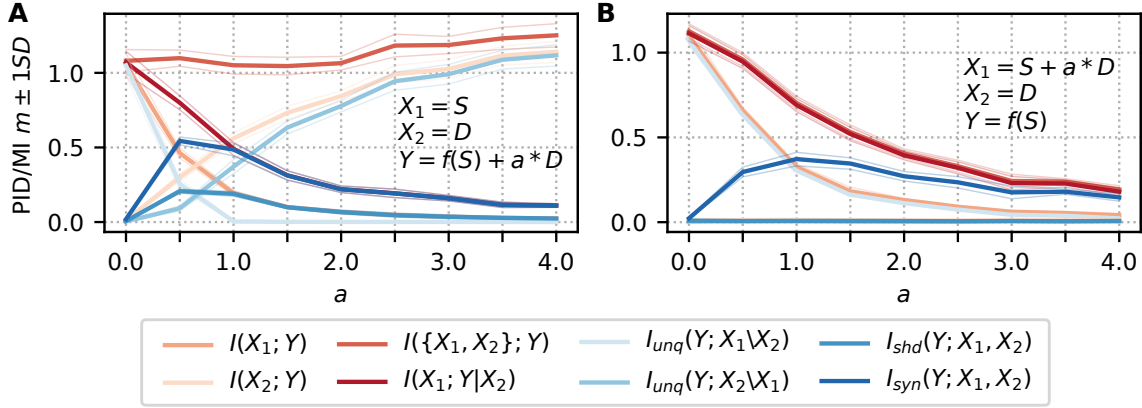 A
B
PID/MI m ± 1SD
1.0
0.5
0.0
X₁ = S
X₂ = D
Y = f(S) + a * D
0.0 1.0 2.0 3.0 4.0
a
1.0
0.5
0.0
X₁ = S + a * D
X₂ = D
Y = f(S)
0.0 1.0 2.0 3.0 4.0
a
I(X₁; Y) I({X₁, X₂}; Y) I_unq(Y; X₁\X₂) I_shd(Y; X₁, X₂)
I(X₂; Y) I(X₁; Y|X₂) I_unq(Y; X₂\X₁) I_syn(Y; X₁, X₂)